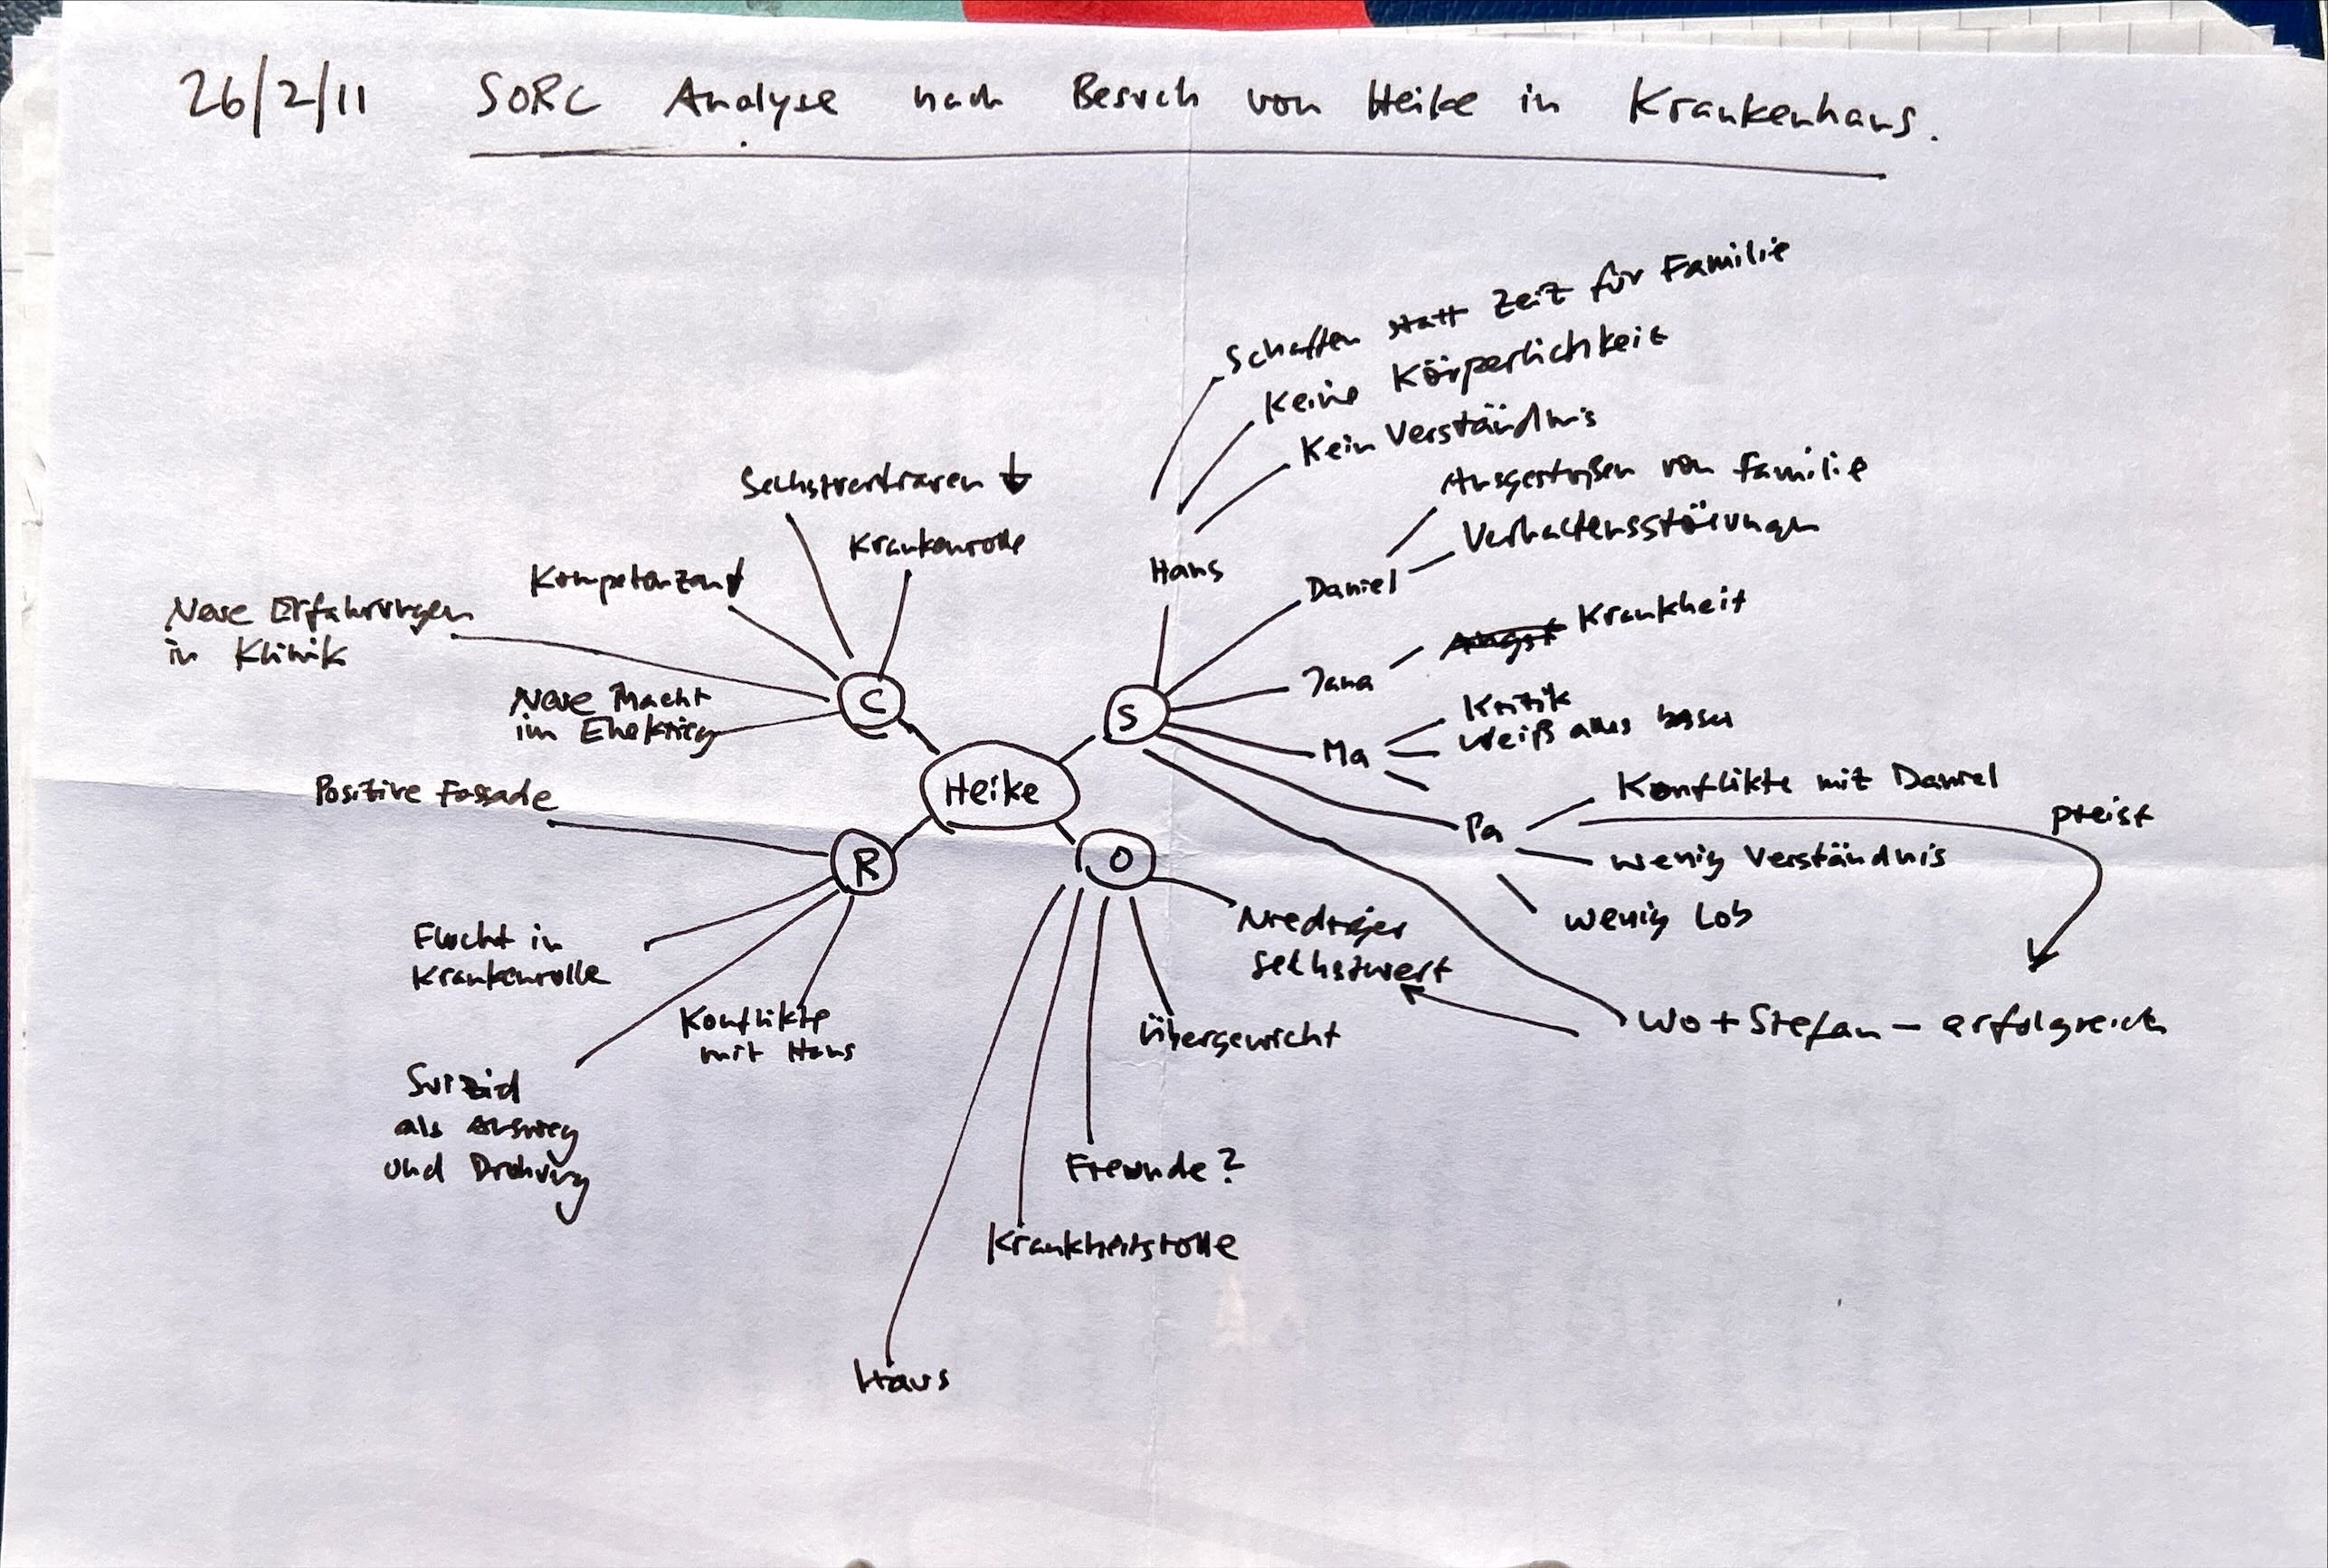 26/2/11 SORC Analyse nach Besuch von Heike in Krankenhaus.
Schaffen statt Zeit für Familie
Keine Körperlichkeit
Kein Verständnis
Hans
Ausgestoßen von Familie
Verhaltensstörungen
Daniel
Krankheit
Jana
Kritik
Weiß alles besser
Ma
Konflikte mit Daniel
preist
Pa
wenig Verständnis
wenig Lob
Wo + Stefan – erfolgreich
S
Selbstvertrauen ↓
Krankenrolle
Kompetenzen ↓
Neue Erfahrungen
in Klinik
Neue Macht
im Ehekrieg
C
Heike
Positive Fassade
R
Flucht in
Krankenrolle
Konflikte
mit Hans
Suizid
als Ausweg
und Drohung
O
Niedriger
Selbstwert
Übergewicht
Freunde?
Krankheitsrolle
Haus